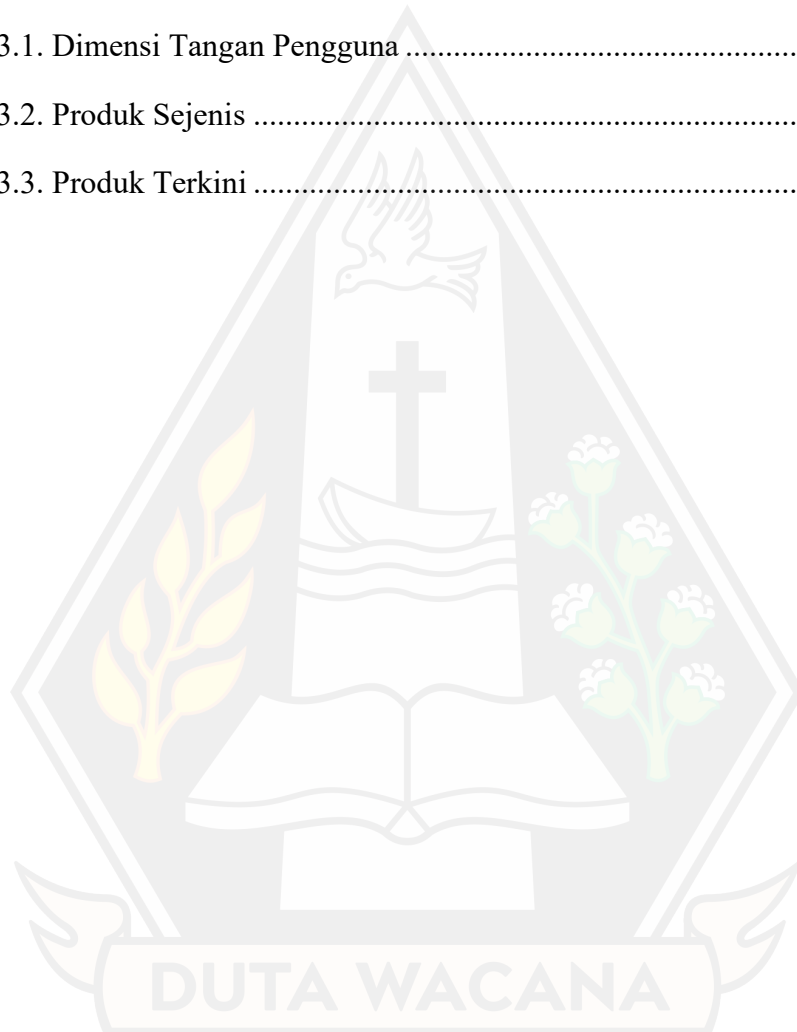 3.1. Dimensi Tangan Pengguna ................................................
3.2. Produk Sejenis ....................................................................
3.3. Produk Terkini ....................................................................
DUTA WACANA